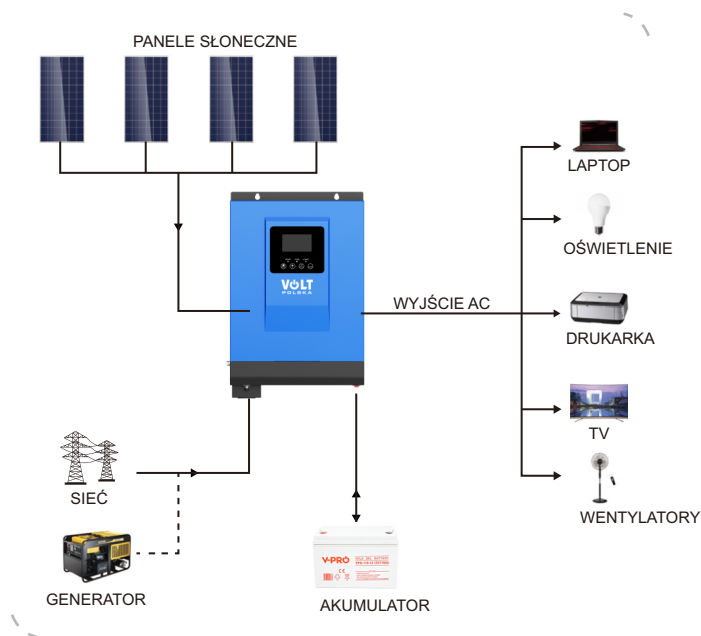 PANELE SŁONECZNE
LAPTOP
OŚWIETLENIE
VOLT
POLSKA
WYJŚCIE AC
DRUKARKA
TV
SIEĆ
WENTYLATORY
V-PRO
GENERATOR
AKUMULATOR